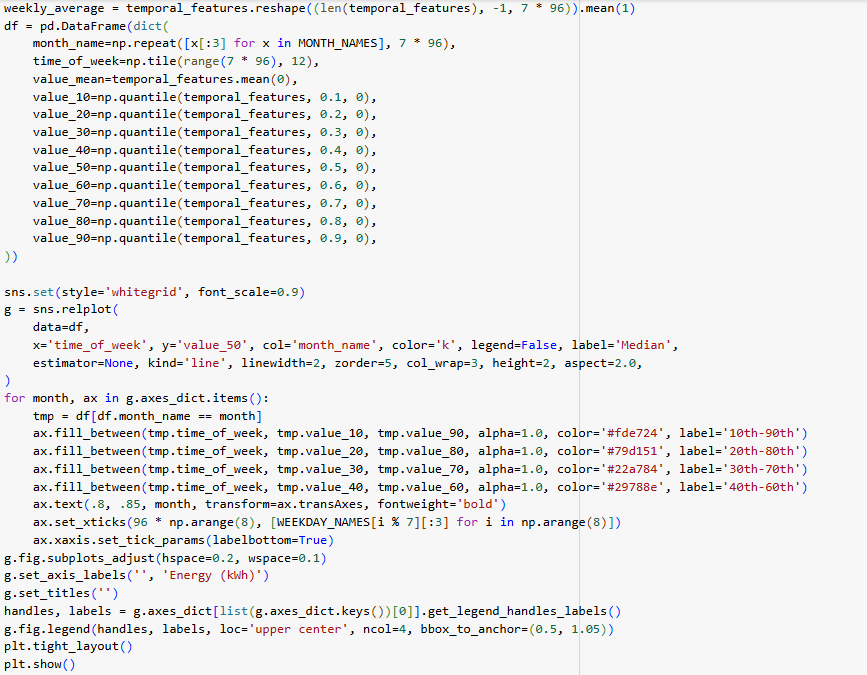 weekly_average = temporal_features.reshape((len(temporal_features), -1, 7 * 96)).mean(1)
df = pd.DataFrame(dict(
    month_name=np.repeat([x[:3] for x in MONTH_NAMES], 7 * 96),
    time_of_week=np.tile(range(7 * 96), 12),
    value_mean=temporal_features.mean(0),
    value_10=np.quantile(temporal_features, 0.1, 0),
    value_20=np.quantile(temporal_features, 0.2, 0),
    value_30=np.quantile(temporal_features, 0.3, 0),
    value_40=np.quantile(temporal_features, 0.4, 0),
    value_50=np.quantile(temporal_features, 0.5, 0),
    value_60=np.quantile(temporal_features, 0.6, 0),
    value_70=np.quantile(temporal_features, 0.7, 0),
    value_80=np.quantile(temporal_features, 0.8, 0),
    value_90=np.quantile(temporal_features, 0.9, 0),
))

sns.set(style='whitegrid', font_scale=0.9)
g = sns.relplot(
    data=df,
    x='time_of_week', y='value_50', col='month_name', color='k', legend=False, label='Median',
    estimator=None, kind='line', linewidth=2, zorder=5, col_wrap=3, height=2, aspect=2.0,
)
for month, ax in g.axes_dict.items():
    tmp = df[df.month_name == month]
    ax.fill_between(tmp.time_of_week, tmp.value_10, tmp.value_90, alpha=1.0, color='#fde724', label='10th-90th')
    ax.fill_between(tmp.time_of_week, tmp.value_20, tmp.value_80, alpha=1.0, color='#79d151', label='20th-80th')
    ax.fill_between(tmp.time_of_week, tmp.value_30, tmp.value_70, alpha=1.0, color='#22a784', label='30th-70th')
    ax.fill_between(tmp.time_of_week, tmp.value_40, tmp.value_60, alpha=1.0, color='#29788e', label='40th-60th')
    ax.text(.8, .85, month, transform=ax.transAxes, fontweight='bold')
    ax.set_xticks(96 * np.arange(8), [WEEKDAY_NAMES[i % 7][:3] for i in np.arange(8)])
    ax.xaxis.set_tick_params(labelbottom=True)
g.fig.subplots_adjust(hspace=0.2, wspace=0.1)
g.set_axis_labels('', 'Energy (kWh)')
g.set_titles('')
handles, labels = g.axes_dict[list(g.axes_dict.keys())[0]].get_legend_handles_labels()
g.fig.legend(handles, labels, loc='upper center', ncol=4, bbox_to_anchor=(0.5, 1.05))
plt.tight_layout()
plt.show()